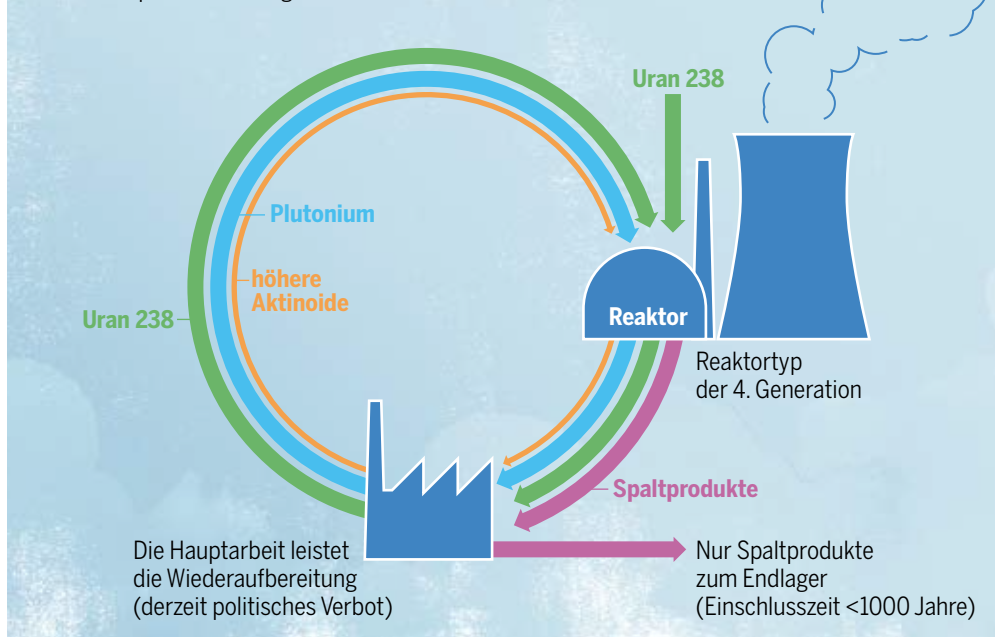 Uran 238
Plutonium
höhere
Aktinoide
Uran 238
Reaktor
Reaktortyp
der 4. Generation
Spaltprodukte
Die Hauptarbeit leistet
die Wiederaufbereitung
(derzeit politisches Verbot)
Nur Spaltprodukte
zum Endlager
(Einschlusszeit <1000 Jahre)